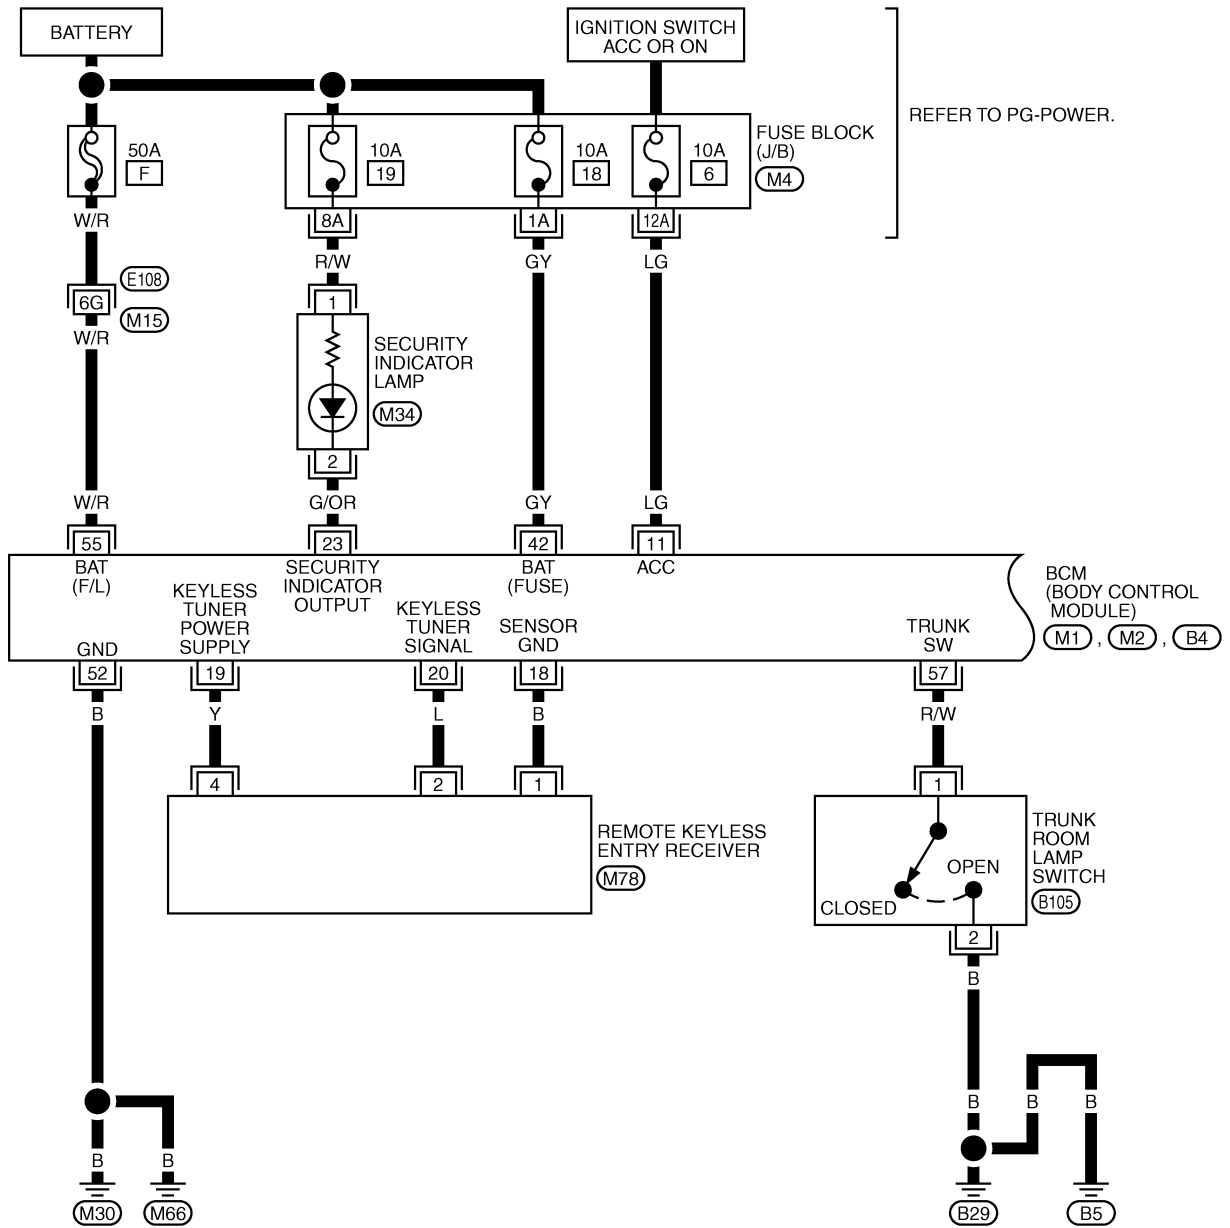 BATTERY
IGNITION SWITCH
ACC OR ON
REFER TO PG-POWER.
50A
F
10A
19
10A
18
10A
6
FUSE BLOCK
(J/B)
M4
W/R
8A
1A
12A
R/W
GY
LG
E108
6G
M15
W/R
1
SECURITY
INDICATOR
LAMP
M34
2
W/R
G/OR
GY
LG
55
23
42
11
BAT
(F/L)
SECURITY
INDICATOR
OUTPUT
BAT
(FUSE)
ACC
BCM
(BODY CONTROL
MODULE)
M1 , M2 , B4
GND
KEYLESS
TUNER
POWER
SUPPLY
KEYLESS
TUNER
SIGNAL
SENSOR
GND
TRUNK
SW
52
19
20
18
57
B
Y
L
B
R/W
4
2
1
1
REMOTE KEYLESS
ENTRY RECEIVER
M78
TRUNK
ROOM
LAMP
SWITCH
B105
OPEN
CLOSED
2
B
B
B
B
B
B
M30
M66
B29
B5